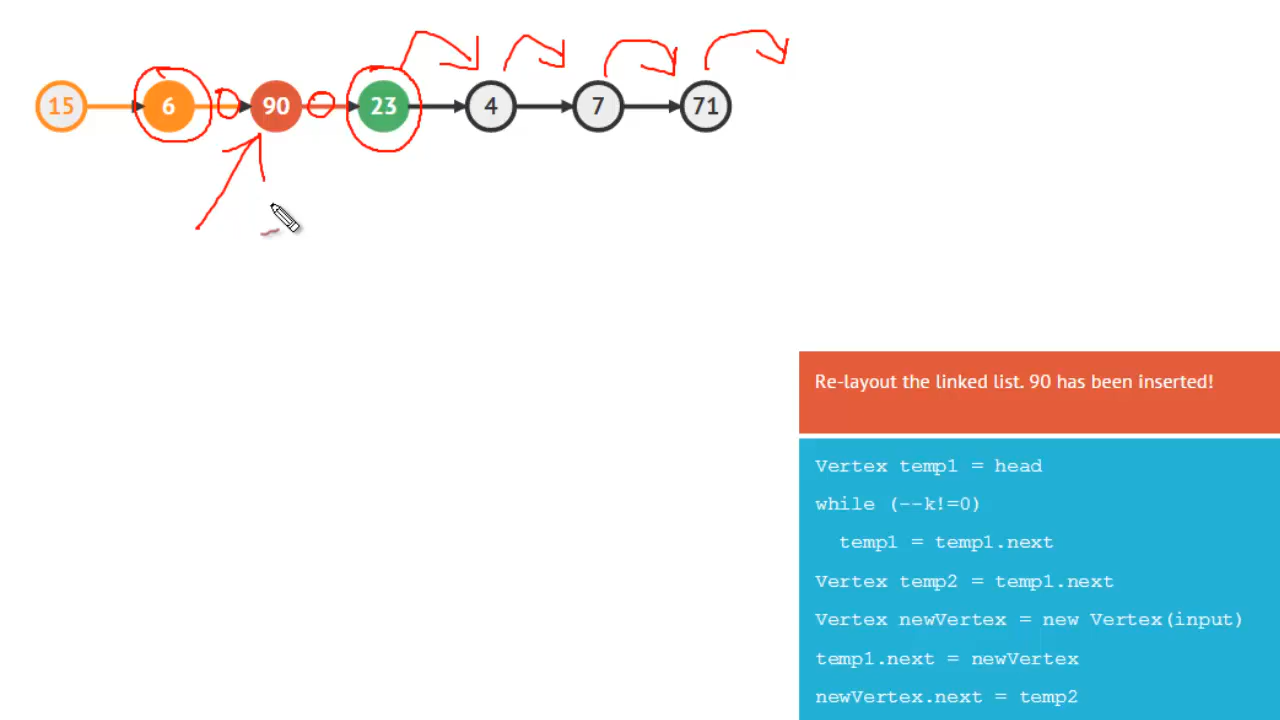 15 6 90 23 4 7 71
Re-layout the linked list. 90 has been inserted!
Vertex temp1 = head
while (--k!=0)
temp1 = temp1.next
Vertex temp2 = temp1.next
Vertex newVertex = new Vertex(input)
temp1.next = newVertex
newVertex.next = temp2